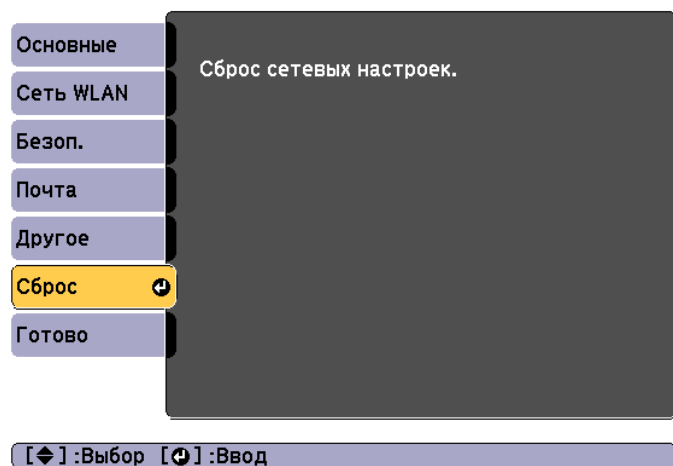 Основные
Сеть WLAN
Безоп.
Почта
Другое
Сброс
Готово
Сброс сетевых настроек.
[◆]:Выбор [⏎]:Ввод